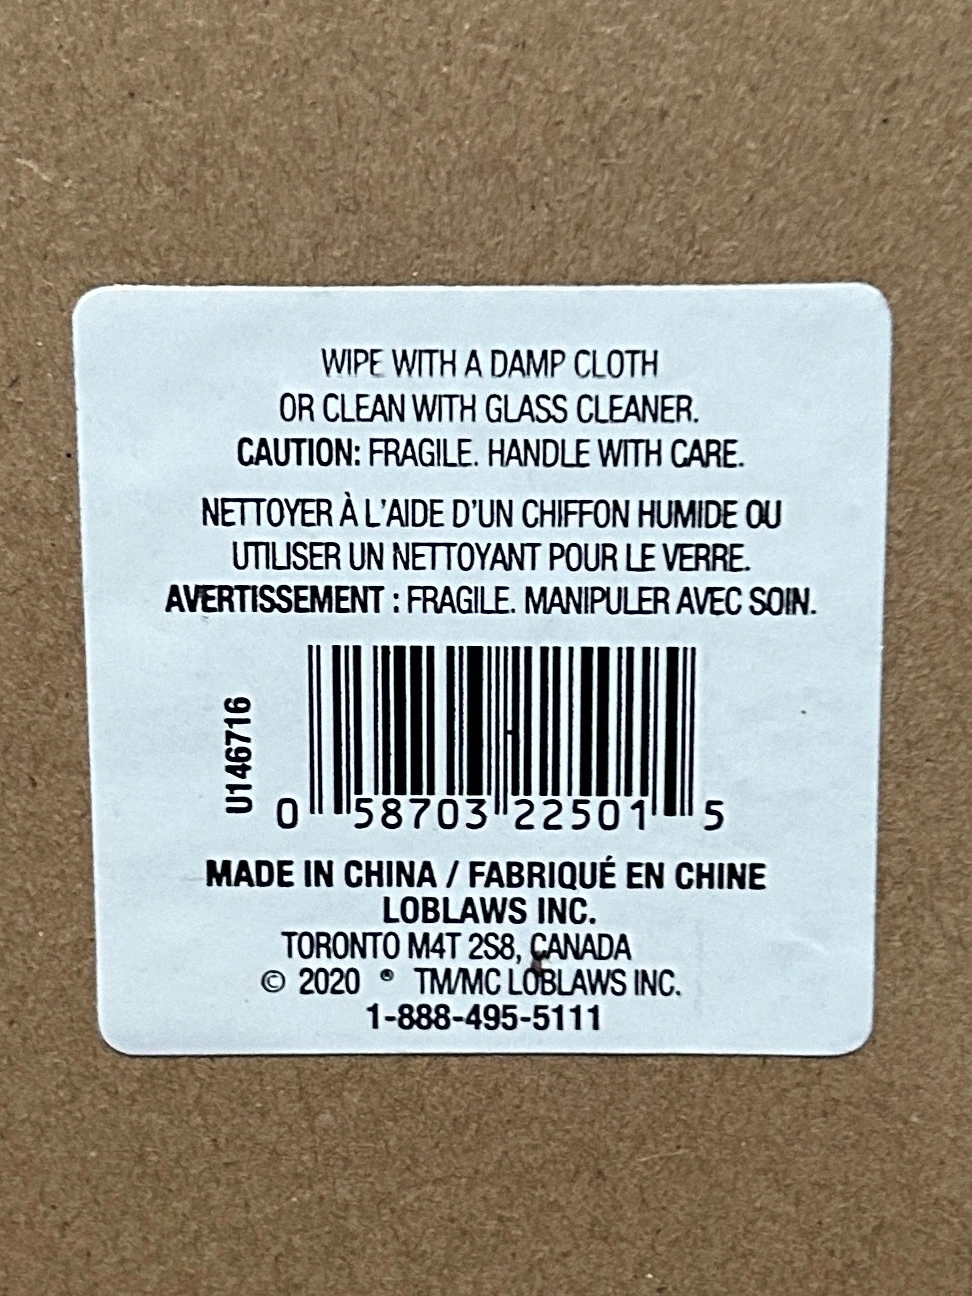 WIPE WITH A DAMP CLOTH
OR CLEAN WITH GLASS CLEANER.
CAUTION: FRAGILE. HANDLE WITH CARE.
NETTOYER À L'AIDE D'UN CHIFFON HUMIDE OU
UTILISER UN NETTOYANT POUR LE VERRE.
AVERTISSEMENT : FRAGILE. MANIPULER AVEC SOIN.
U146716
0 58703 22501 5
MADE IN CHINA / FABRIQUÉ EN CHINE
LOBLAWS INC.
TORONTO M4T 2S8, CANADA
© 2020 ® TM/MC LOBLAWS INC.
1-888-495-5111